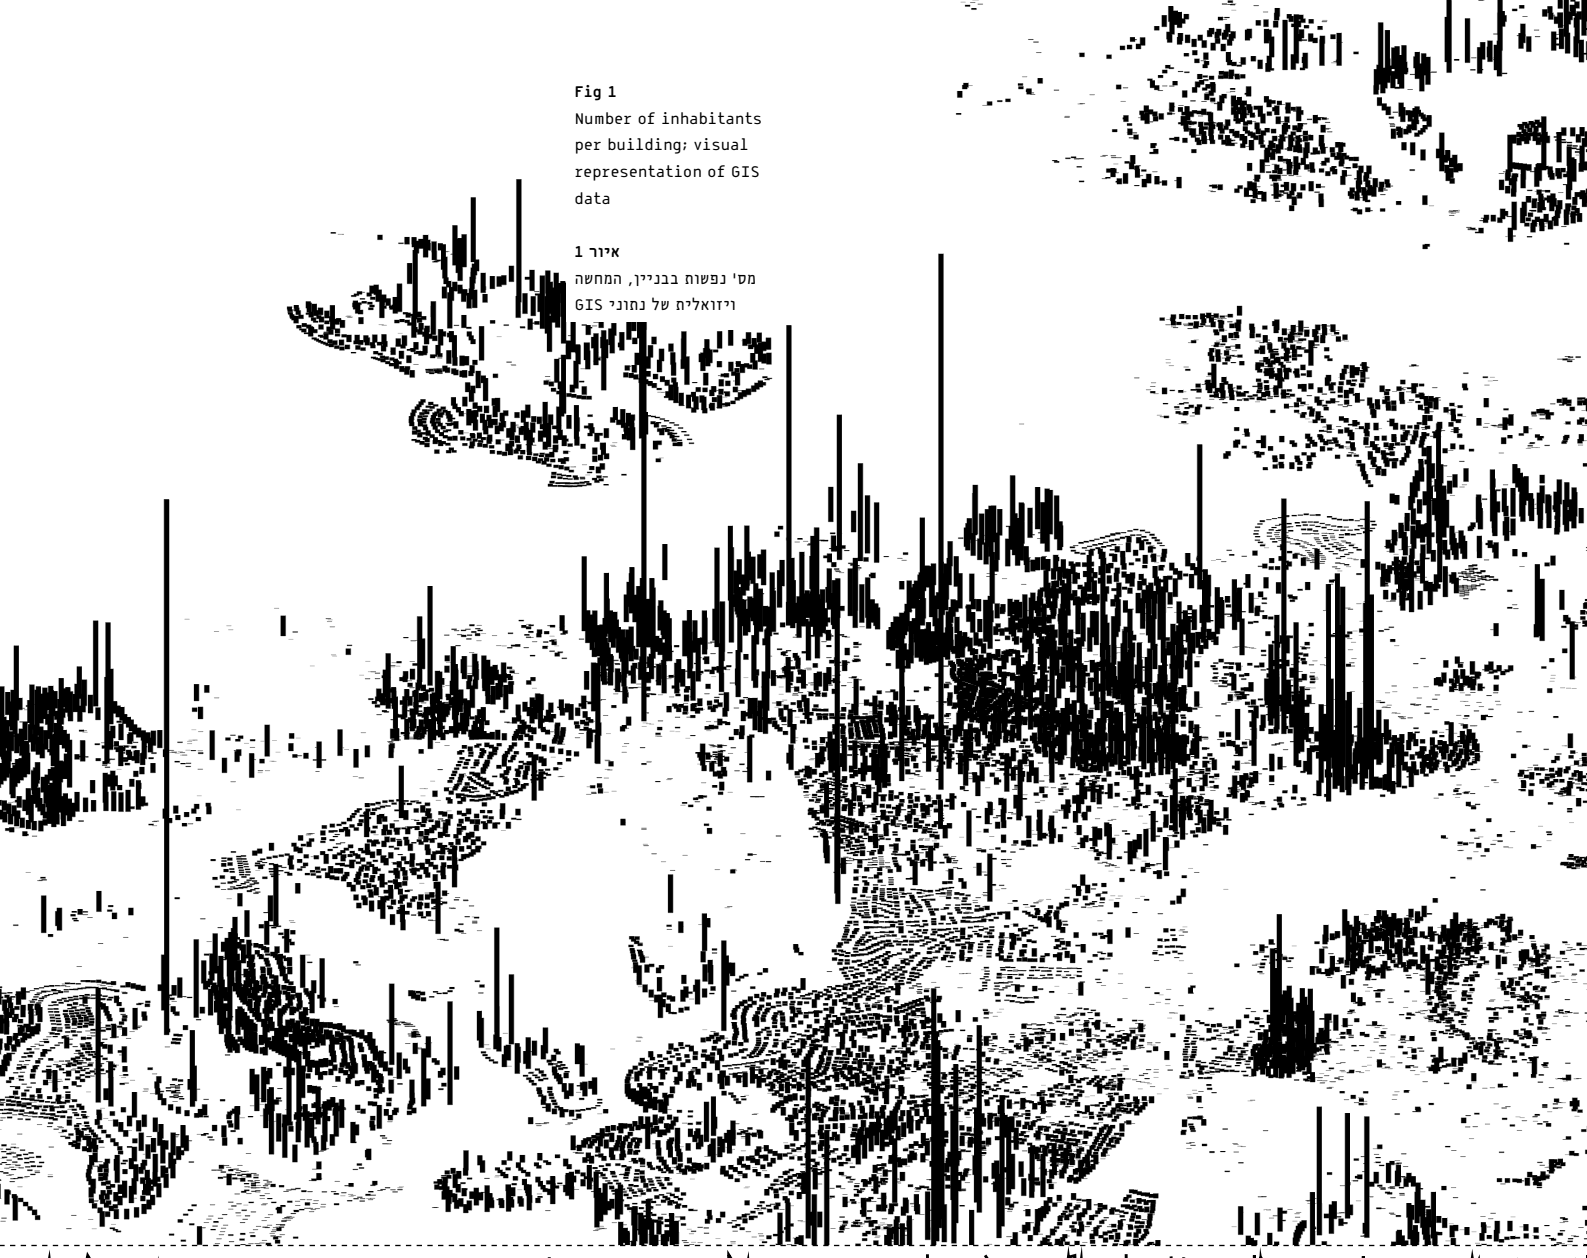 Fig 1
Number of inhabitants
per building; visual
representation of GIS
data
איור 1
מס' נפשות בבניין, המחשה
ויזואלית של נתוני GIS